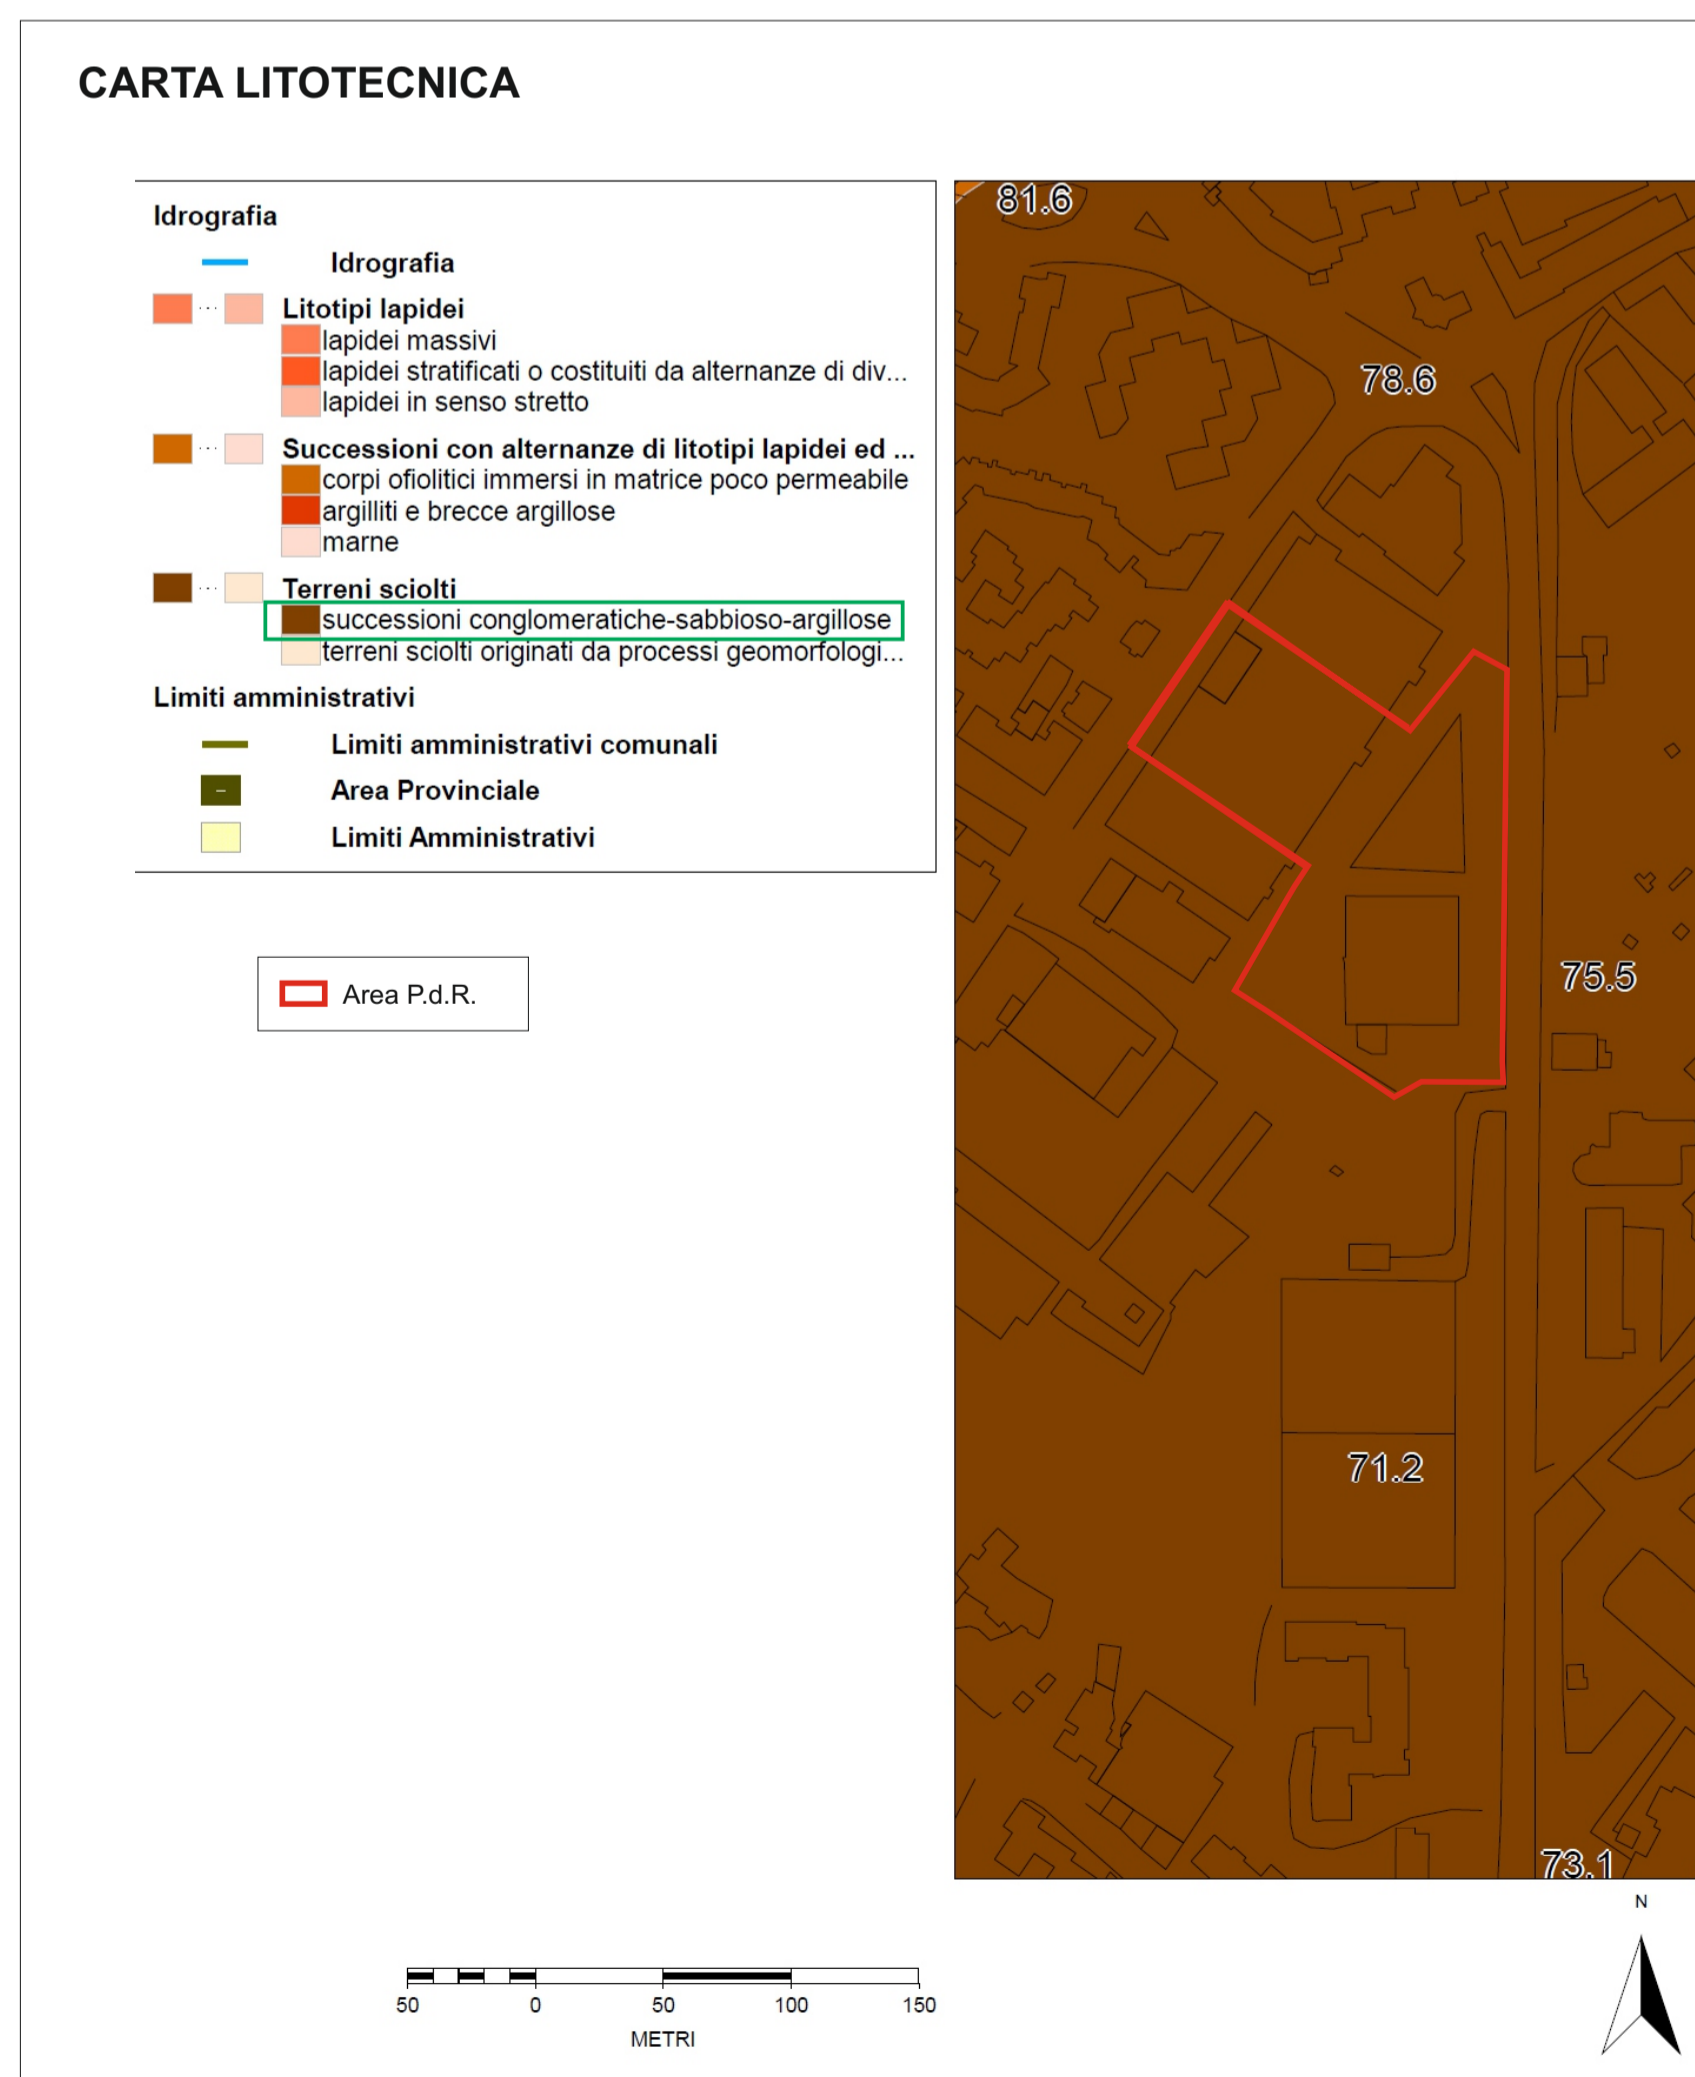 CARTA LITOTECNICA
Idrografia
Idrografia
Litotipi lapidei
lapidei massivi
lapidei stratificati o costituiti da alternanze di div...
lapidei in senso stretto
Successioni con alternanze di litotipi lapidei ed ...
corpi ofiolitici immersi in matrice poco permeabile
argilliti e brecce argillose
marne
Terreni sciolti
successioni conglomeratiche-sabbioso-argillose
terreni sciolti originati da processi geomorfologi...
Limiti amministrativi
Limiti amministrativi comunali
Area Provinciale
Limiti Amministrativi
Area P.d.R.
81.6
78.6
75.5
71.2
73.1
N
50 0 50 100 150
METRI